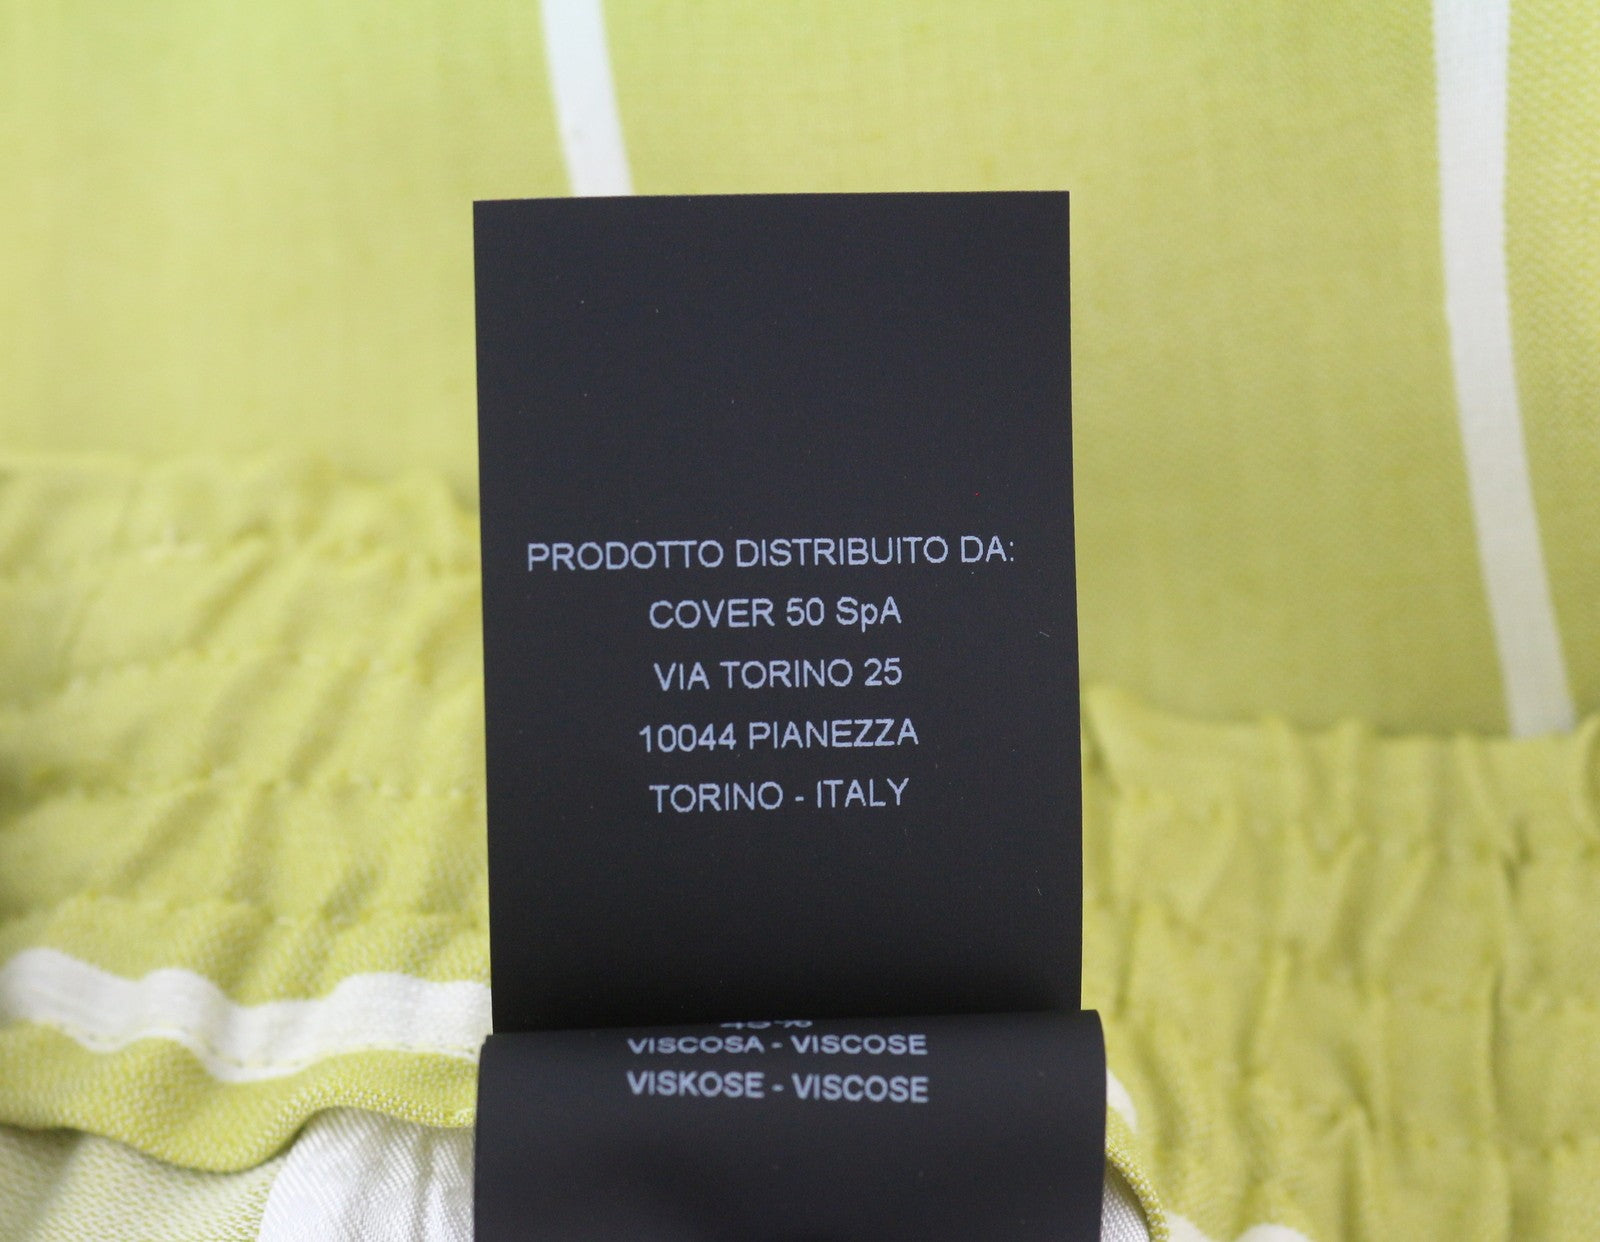 PRODOTTO DISTRIBUITO DA:
COVER 50 SpA
VIA TORINO 25
10044 PIANEZZA
TORINO - ITALY
VISCOSA - VISCOSE
VISKOSE - VISCOSE